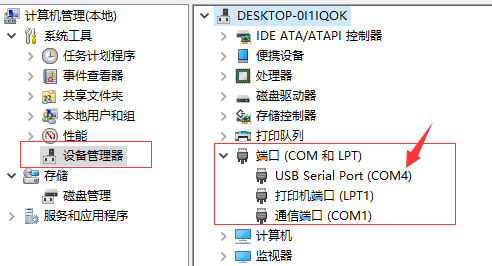 计算机管理(本地)
系统工具
任务计划程序
事件查看器
共享文件夹
本地用户和组
性能
设备管理器
存储
磁盘管理
服务和应用程序
DESKTOP-0I1IQOK
IDE ATA/ATAPI 控制器
便携设备
处理器
磁盘驱动器
存储控制器
打印队列
端口 (COM 和 LPT)
USB Serial Port (COM4)
打印机端口 (LPT1)
通信端口 (COM1)
计算机
监视器